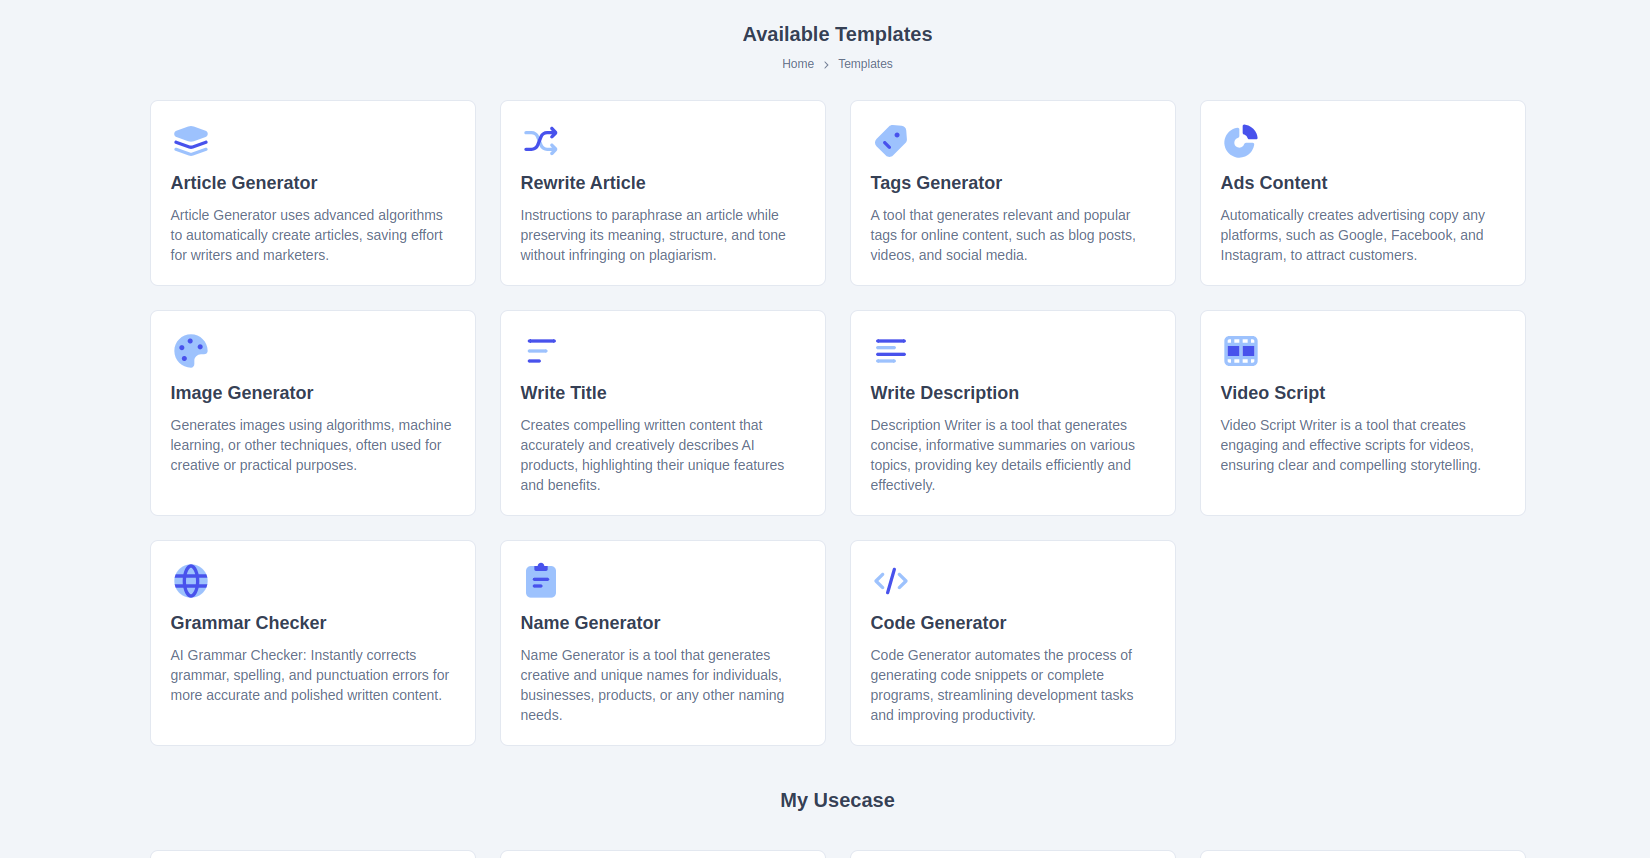 Available Templates
Home > Templates
Article Generator
Article Generator uses advanced algorithms
to automatically create articles, saving effort
for writers and marketers.
Rewrite Article
Instructions to paraphrase an article while
preserving its meaning, structure, and tone
without infringing on plagiarism.
Tags Generator
A tool that generates relevant and popular
tags for online content, such as blog posts,
videos, and social media.
Ads Content
Automatically creates advertising copy any
platforms, such as Google, Facebook, and
Instagram, to attract customers.
Image Generator
Generates images using algorithms, machine
learning, or other techniques, often used for
creative or practical purposes.
Write Title
Creates compelling written content that
accurately and creatively describes AI
products, highlighting their unique features
and benefits.
Write Description
Description Writer is a tool that generates
concise, informative summaries on various
topics, providing key details efficiently and
effectively.
Video Script
Video Script Writer is a tool that creates
engaging and effective scripts for videos,
ensuring clear and compelling storytelling.
Grammar Checker
AI Grammar Checker: Instantly corrects
grammar, spelling, and punctuation errors for
more accurate and polished written content.
Name Generator
Name Generator is a tool that generates
creative and unique names for individuals,
businesses, products, or any other naming
needs.
Code Generator
Code Generator automates the process of
generating code snippets or complete
programs, streamlining development tasks
and improving productivity.
My Usecase